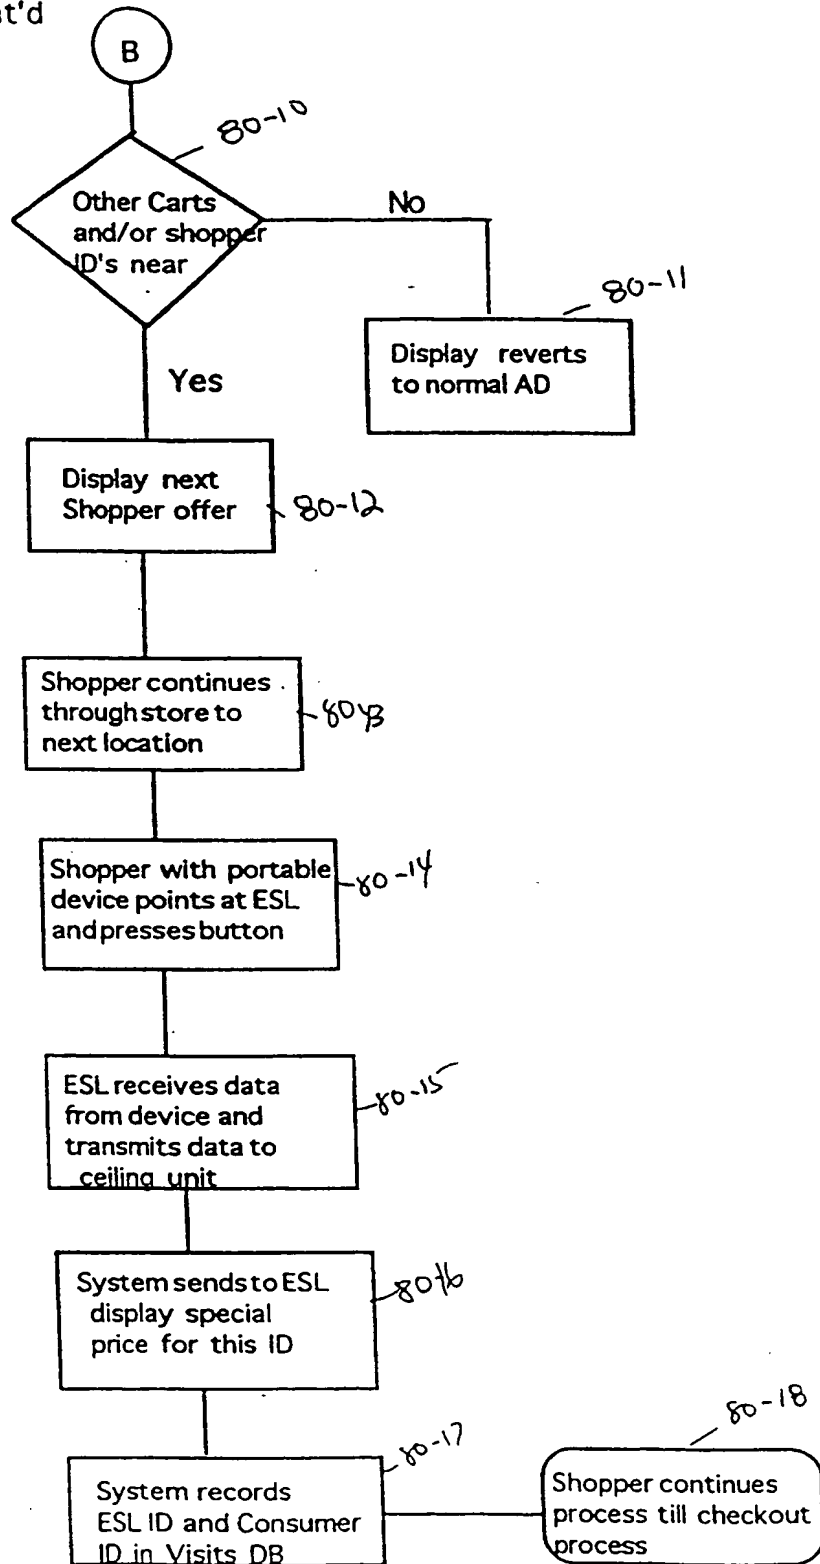 t'd
B
80-10
Other Carts
and/or shopper
ID's near
No
80-11
Display reverts
to normal AD
Yes
Display next
Shopper offer
80-12
Shopper continues
through store to
next location
80-13
Shopper with portable
device points at ESL
and presses button
80-14
ESL receives data
from device and
transmits data to
ceiling unit
80-15
System sends to ESL
display special
price for this ID
80-16
80-17
System records
ESL ID and Consumer
ID in Visits DB
80-18
Shopper continues
process till checkout
process